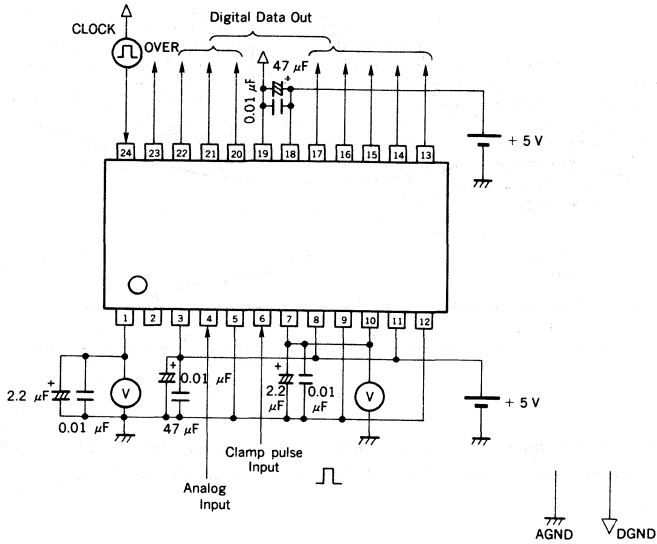 Digital Data Out
CLOCK
OVER
47 μF
+
0.01 μF
+ 5 V
24 23 22 21 20 19 18 17 16 15 14 13
1 2 3 4 5 6 7 8 9 10 11 12
+
2.2 μF
0.01 μF
V
+
0.01 μF
47 μF
+
2.2 μF
0.01 μF
V
+ 5 V
Clamp pulse
Input
Analog
Input
AGND
DGND